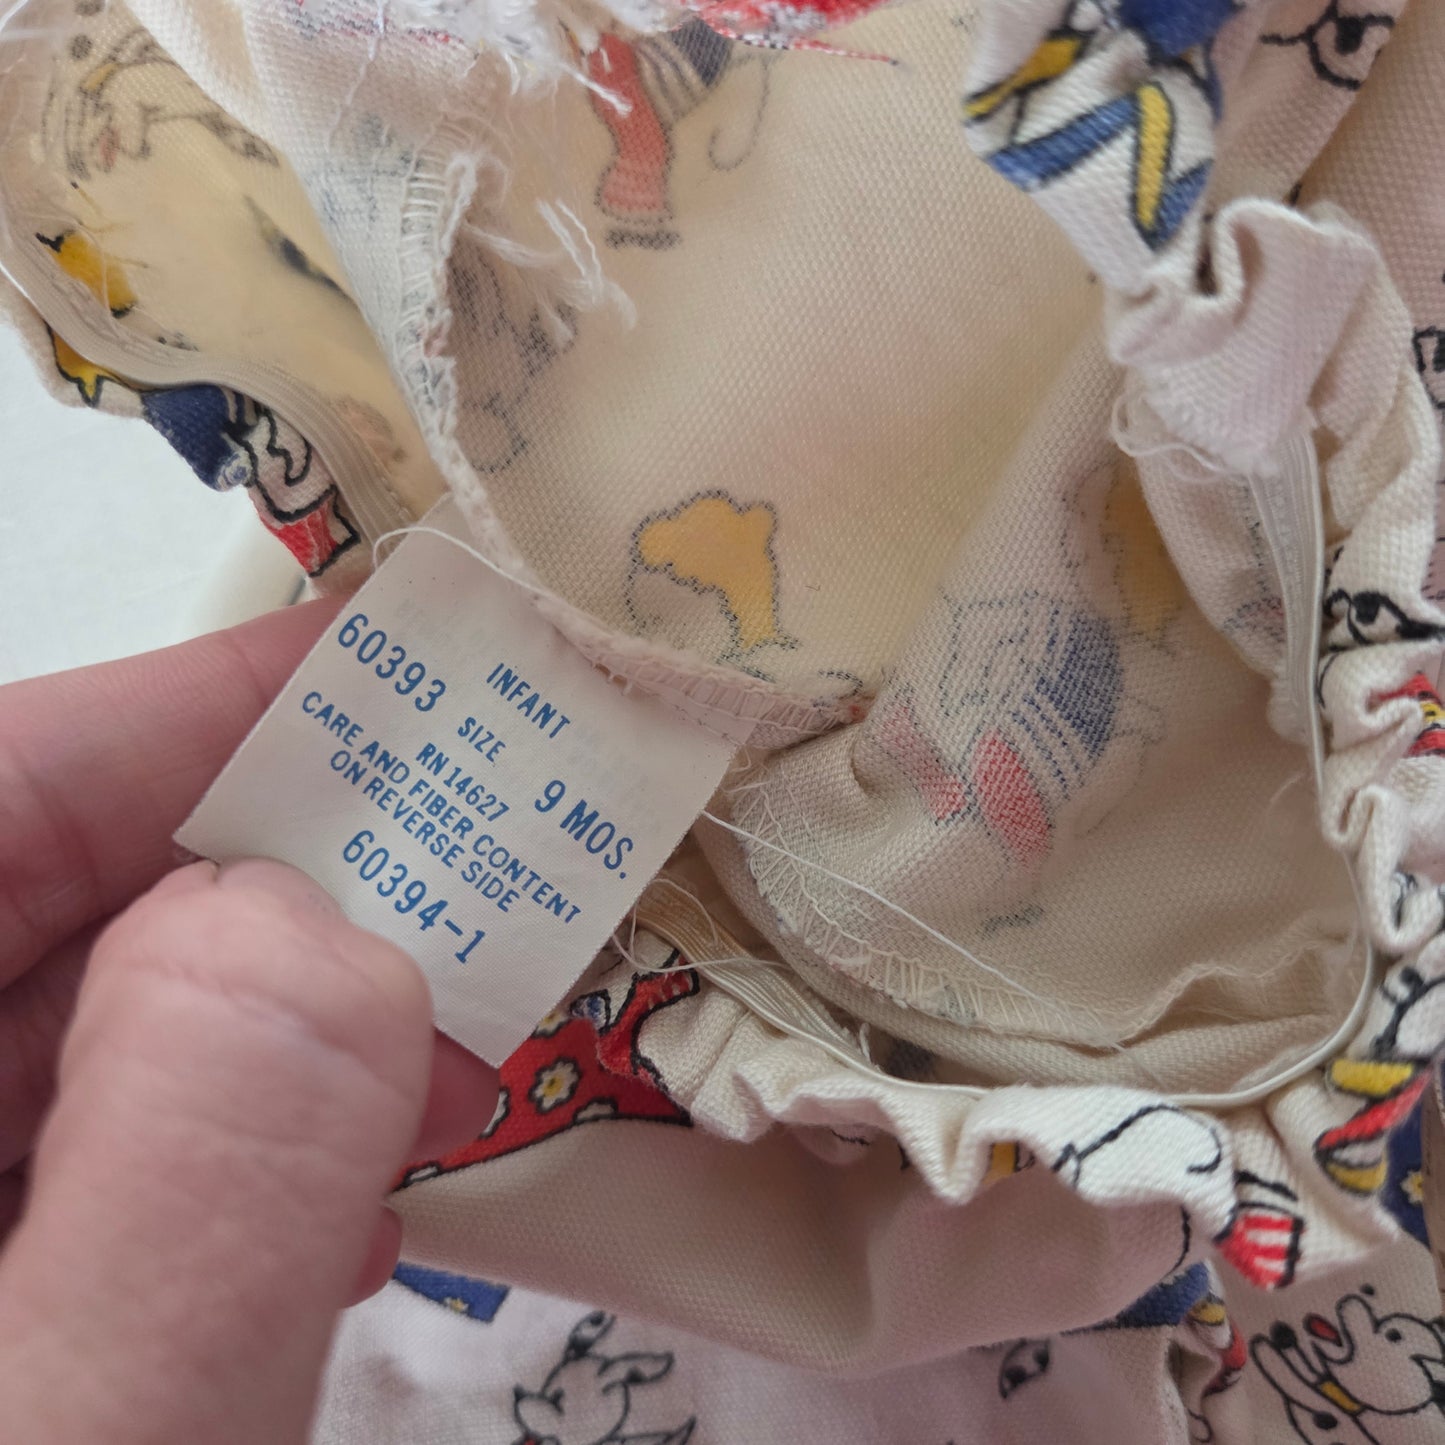 INFANT
60393 SIZE 9 MOS.
RN 14627
CARE AND FIBER CONTENT
ON REVERSE SIDE
60394-1